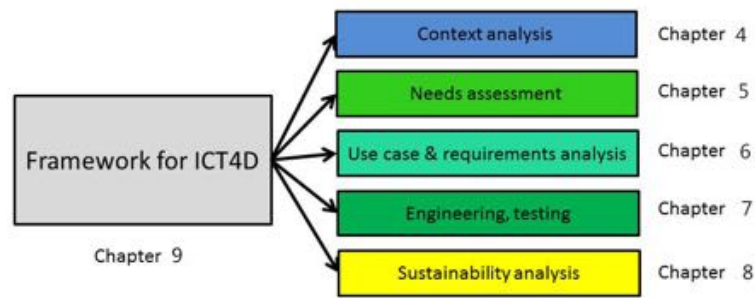 Framework for ICT4D
Chapter 9
Context analysis
Chapter 4
Needs assessment
Chapter 5
Use case & requirements analysis
Chapter 6
Engineering, testing
Chapter 7
Sustainability analysis
Chapter 8